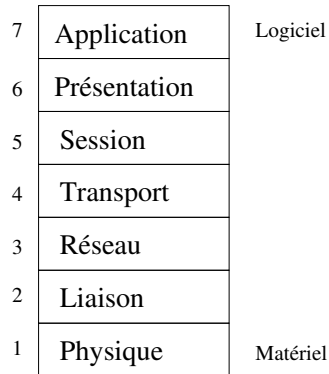 7 Application Logiciel
6 Présentation
5 Session
4 Transport
3 Réseau
2 Liaison
1 Physique Matériel